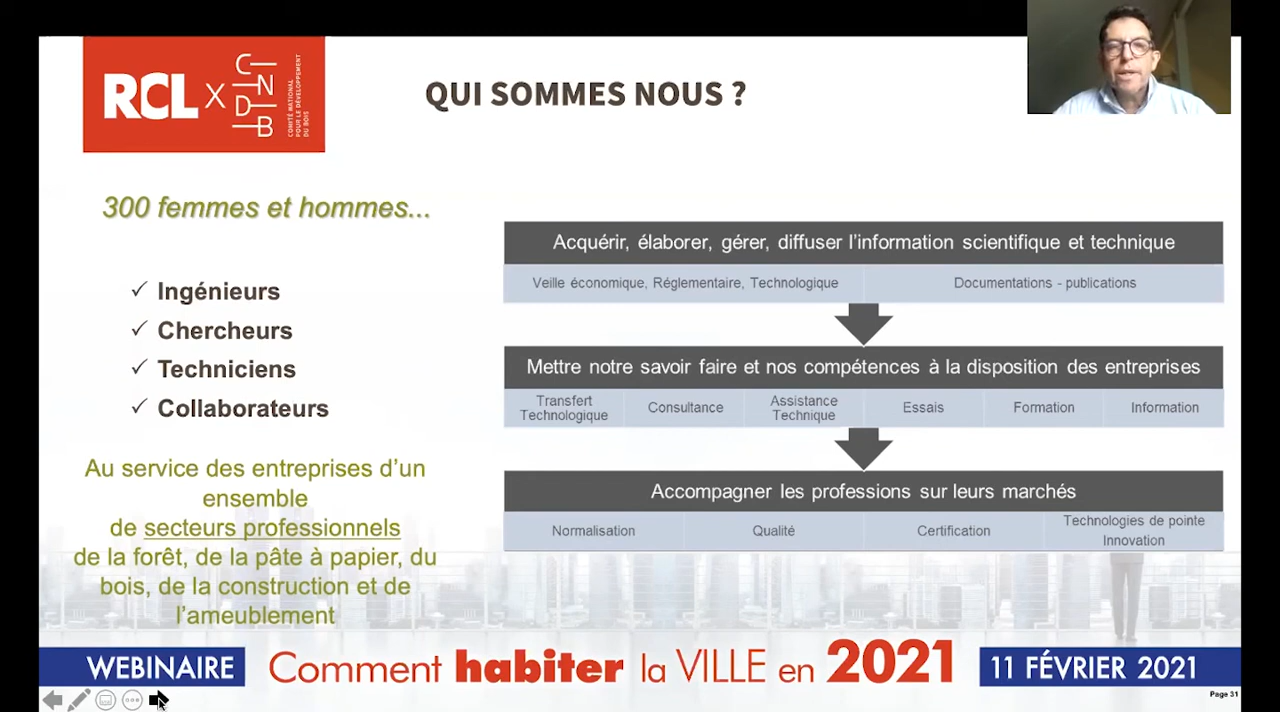 RCL x CNDB
COMITÉ NATIONAL
POUR LE DÉVELOPPEMENT
DU BOIS
QUI SOMMES NOUS ?
300 femmes et hommes...
✓ Ingénieurs
✓ Chercheurs
✓ Techniciens
✓ Collaborateurs
Au service des entreprises d’un
ensemble
de secteurs professionnels
de la forêt, de la pâte à papier, du
bois, de la construction et de
l’ameublement
Acquérir, élaborer, gérer, diffuser l’information scientifique et technique
Veille économique, Réglementaire, Technologique
Documentations - publications
Mettre notre savoir faire et nos compétences à la disposition des entreprises
Transfert
Technologique
Consultance
Assistance
Technique
Essais
Formation
Information
Accompagner les professions sur leurs marchés
Normalisation
Qualité
Certification
Technologies de pointe
Innovation
WEBINAIRE
Comment habiter la VILLE en 2021
11 FÉVRIER 2021
Page 31